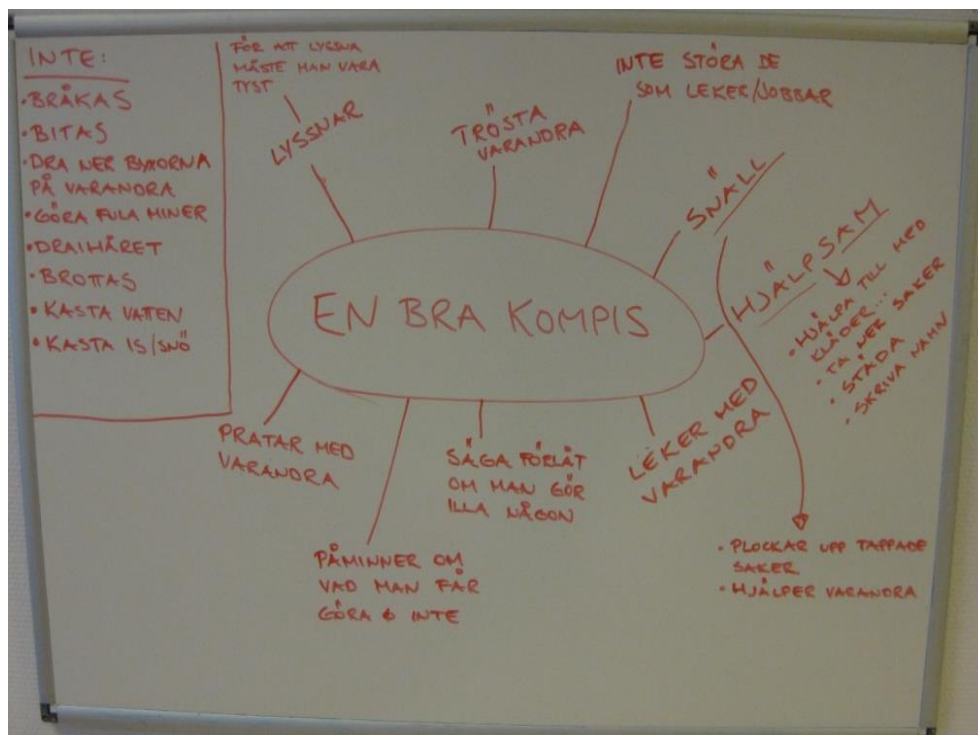 INTE:
•BRÅKAS
•BITAS
•DRA NER BYXORNA
PÅ VARANDRA
•GÖRA FULA MINER
•DRAIHÅRET
•BROTTAS
•KASTA VATTEN
•KASTA IS/SNÖ
FÖR ATT LYSSNA
MÅSTE MAN VARA
TYST
LYSSNAR
TRÖSTA
VARANDRA
INTE STÖRA DE
SOM LEKER/JOBBAR
SNÄLL
HJÄLPSAM
•HJÄLPA TILL MED
KLÄDER...
•TA NER SAKER
•STÄDA
•SKRIVA NAMN
EN BRA KOMPIS
PRATAR MED
VARANDRA
PÅMINNER OM
VAD MAN FÅR
GÖRA & INTE
SÄGA FÖRLÅT
OM MAN GÖR
ILLA NÅGON
LEKER MED
VARANDRA
•PLOCKAR UPP TAPPADE
SAKER
•HJÄLPER VARANDRA